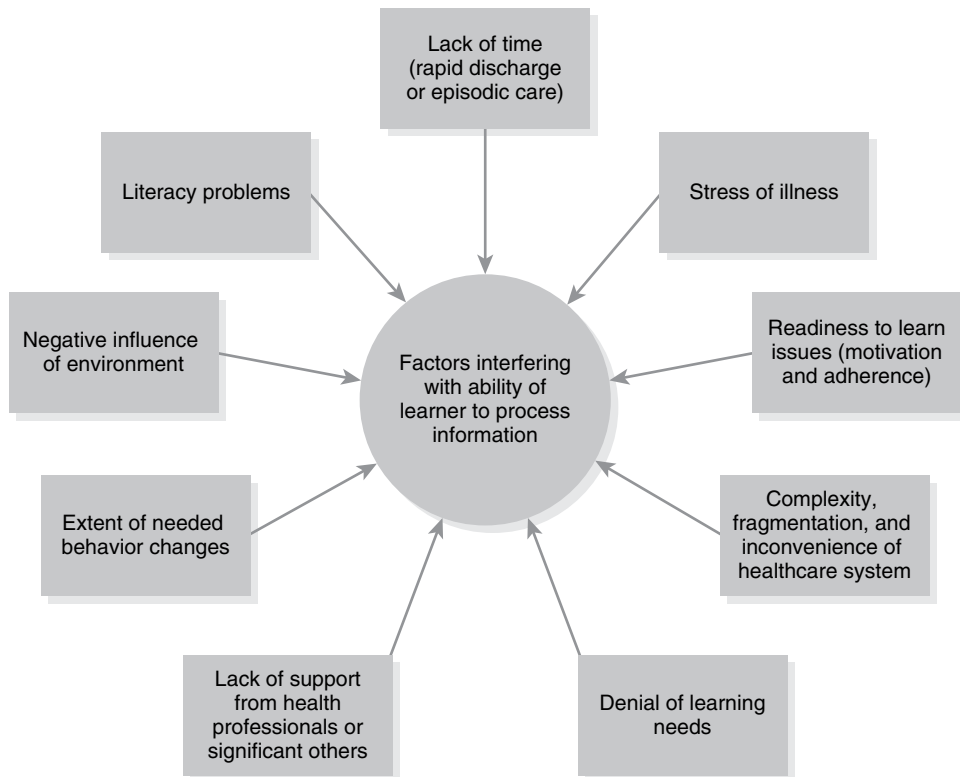 Lack of time
(rapid discharge
or episodic care)
Literacy problems
Stress of illness
Negative influence
of environment
Factors interfering
with ability of
learner to process
information
Readiness to learn
issues (motivation
and adherence)
Extent of needed
behavior changes
Complexity,
fragmentation, and
inconvenience of
healthcare system
Lack of support
from health
professionals or
significant others
Denial of learning
needs